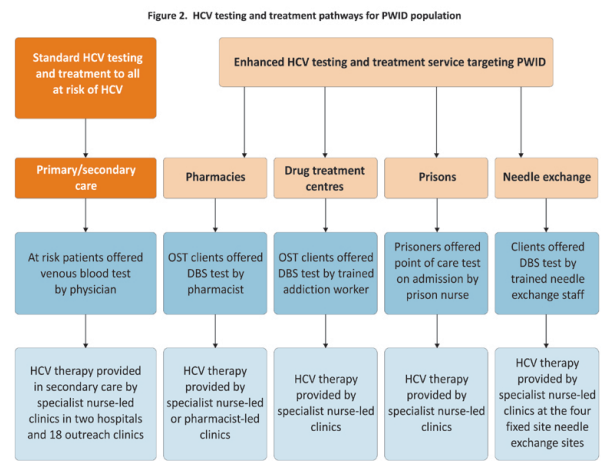 Figure 2.  HCV testing and treatment pathways for PWID population
Standard HCV testing
and treatment to all
at risk of HCV
Enhanced HCV testing and treatment service targeting PWID
Primary/secondary
care
Pharmacies
Drug treatment
centres
Prisons
Needle exchange
At risk patients offered
venous blood test
by physician
OST clients offered
DBS test by
pharmacist
OST clients offered
DBS test by trained
addiction worker
Prisoners offered
point of care test
on admission by
prison nurse
Clients offered
DBS test by
trained needle
exchange staff
HCV therapy provided
in secondary care by
specialist nurse-led
clinics in two hospitals
and 18 outreach clinics
HCV therapy
provided by
specialist nurse-led
or pharmacist-led
clinics
HCV therapy
provided by
specialist nurse-led
clinics
HCV therapy
provided by
specialist nurse-led
clinics
HCV therapy
provided by
specialist nurse-led
clinics at the four
fixed site needle
exchange sites